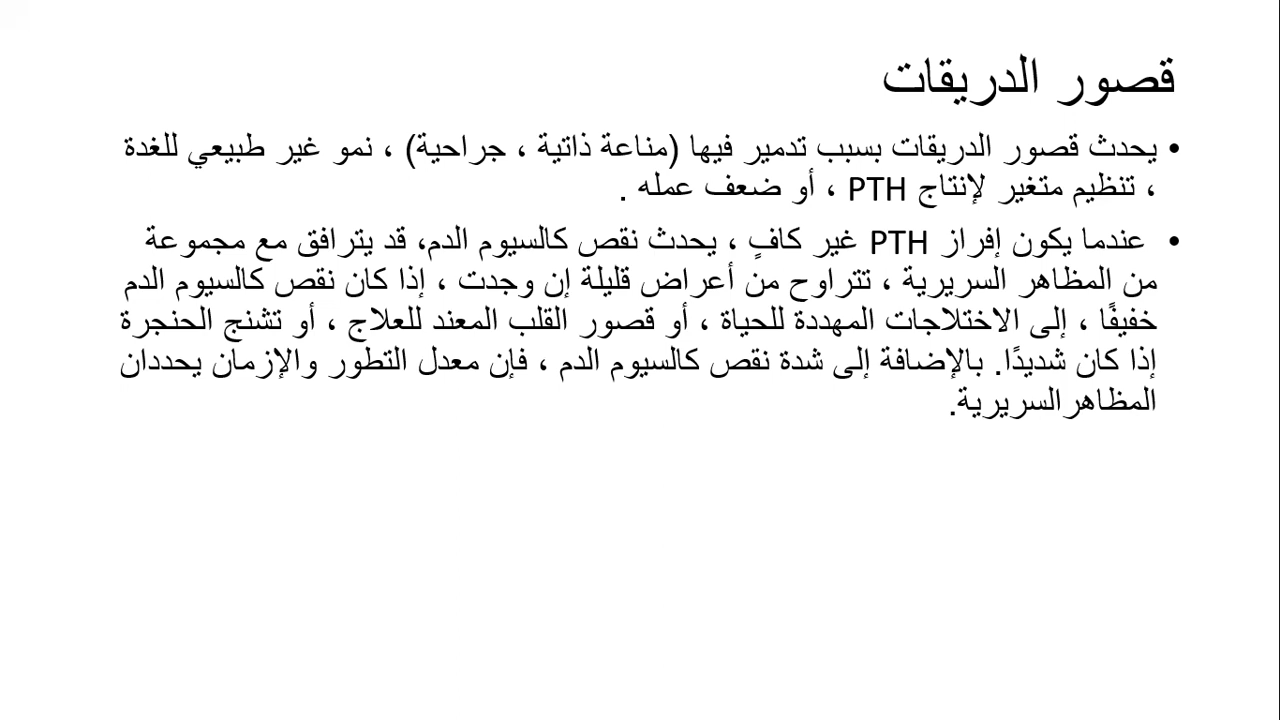 قصور الدريقات
• يحدث قصور الدريقات بسبب تدمير فيها (مناعة ذاتية ، جراحية) ، نمو غير طبيعي للغدة
، تنظيم متغير لإنتاج PTH ، أو ضعف عمله .
• عندما يكون إفراز PTH غير كافٍ ، يحدث نقص كالسيوم الدم، قد يترافق مع مجموعة
من المظاهر السريرية ، تتراوح من أعراض قليلة إن وجدت ، إذا كان نقص كالسيوم الدم
خفيفًا ، إلى الاختلاجات المهددة للحياة ، أو قصور القلب المعند للعلاج ، أو تشنج الحنجرة
إذا كان شديدًا. بالإضافة إلى شدة نقص كالسيوم الدم ، فإن معدل التطور والإزمان يحددان
المظاهرالسريرية.